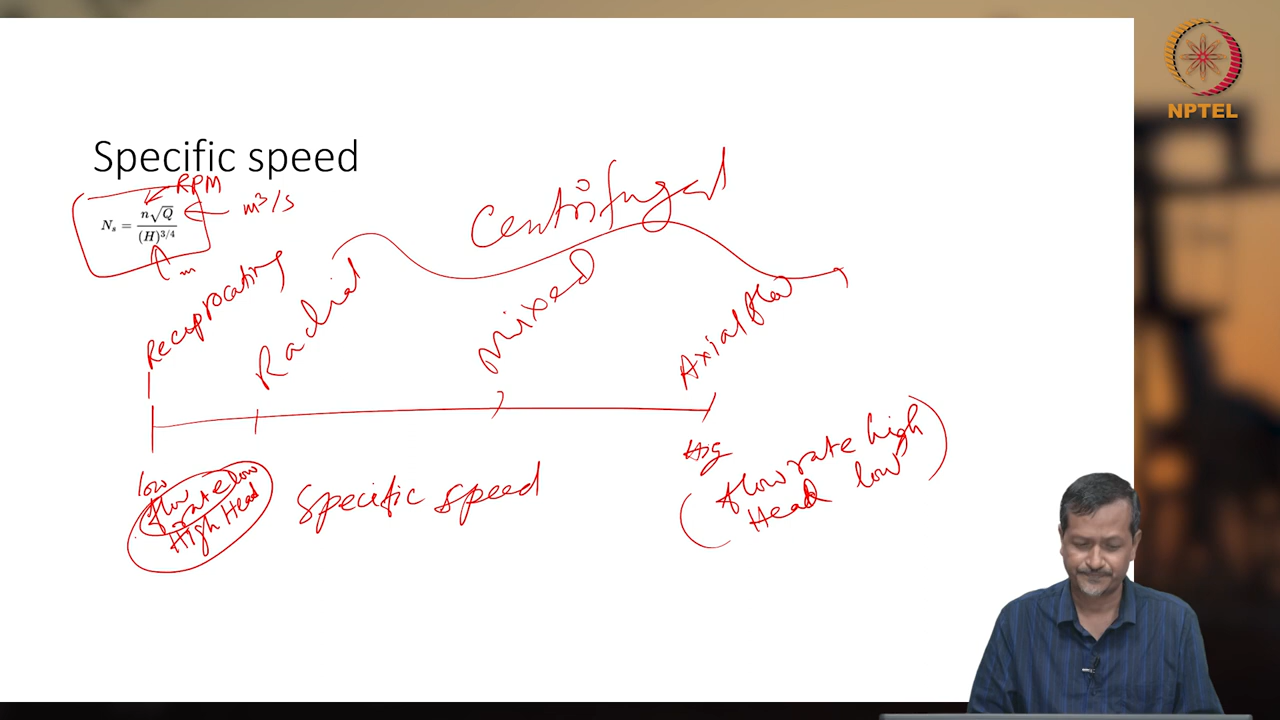 NPTEL
Specific speed
RPM
N_s = n√Q / (H)^{3/4}
m³/s
m
Centrifugal
Reciprocating
Radial
Mixed
Axial flow
low
flow
rate low
High Head
Specific speed
Hig
flow rate high
Head low